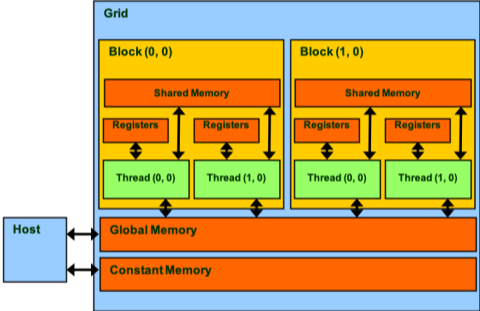 Grid
Block (0, 0)
Block (1, 0)
Shared Memory
Shared Memory
Registers
Registers
Registers
Registers
Thread (0, 0)
Thread (1, 0)
Thread (0, 0)
Thread (1, 0)
Host
Global Memory
Constant Memory